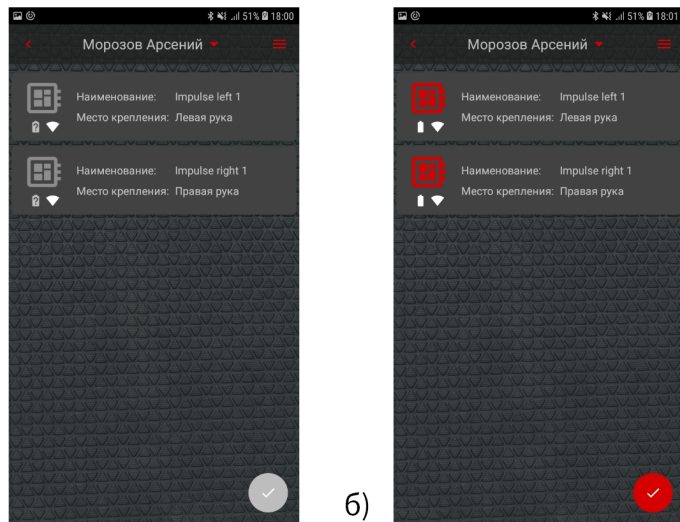 51% 18:00
Морозов Арсений
Наименование: Impulse left 1
Место крепления: Левая рука
Наименование: Impulse right 1
Место крепления: Правая рука
б)
51% 18:01
Морозов Арсений
Наименование: Impulse left 1
Место крепления: Левая рука
Наименование: Impulse right 1
Место крепления: Правая рука